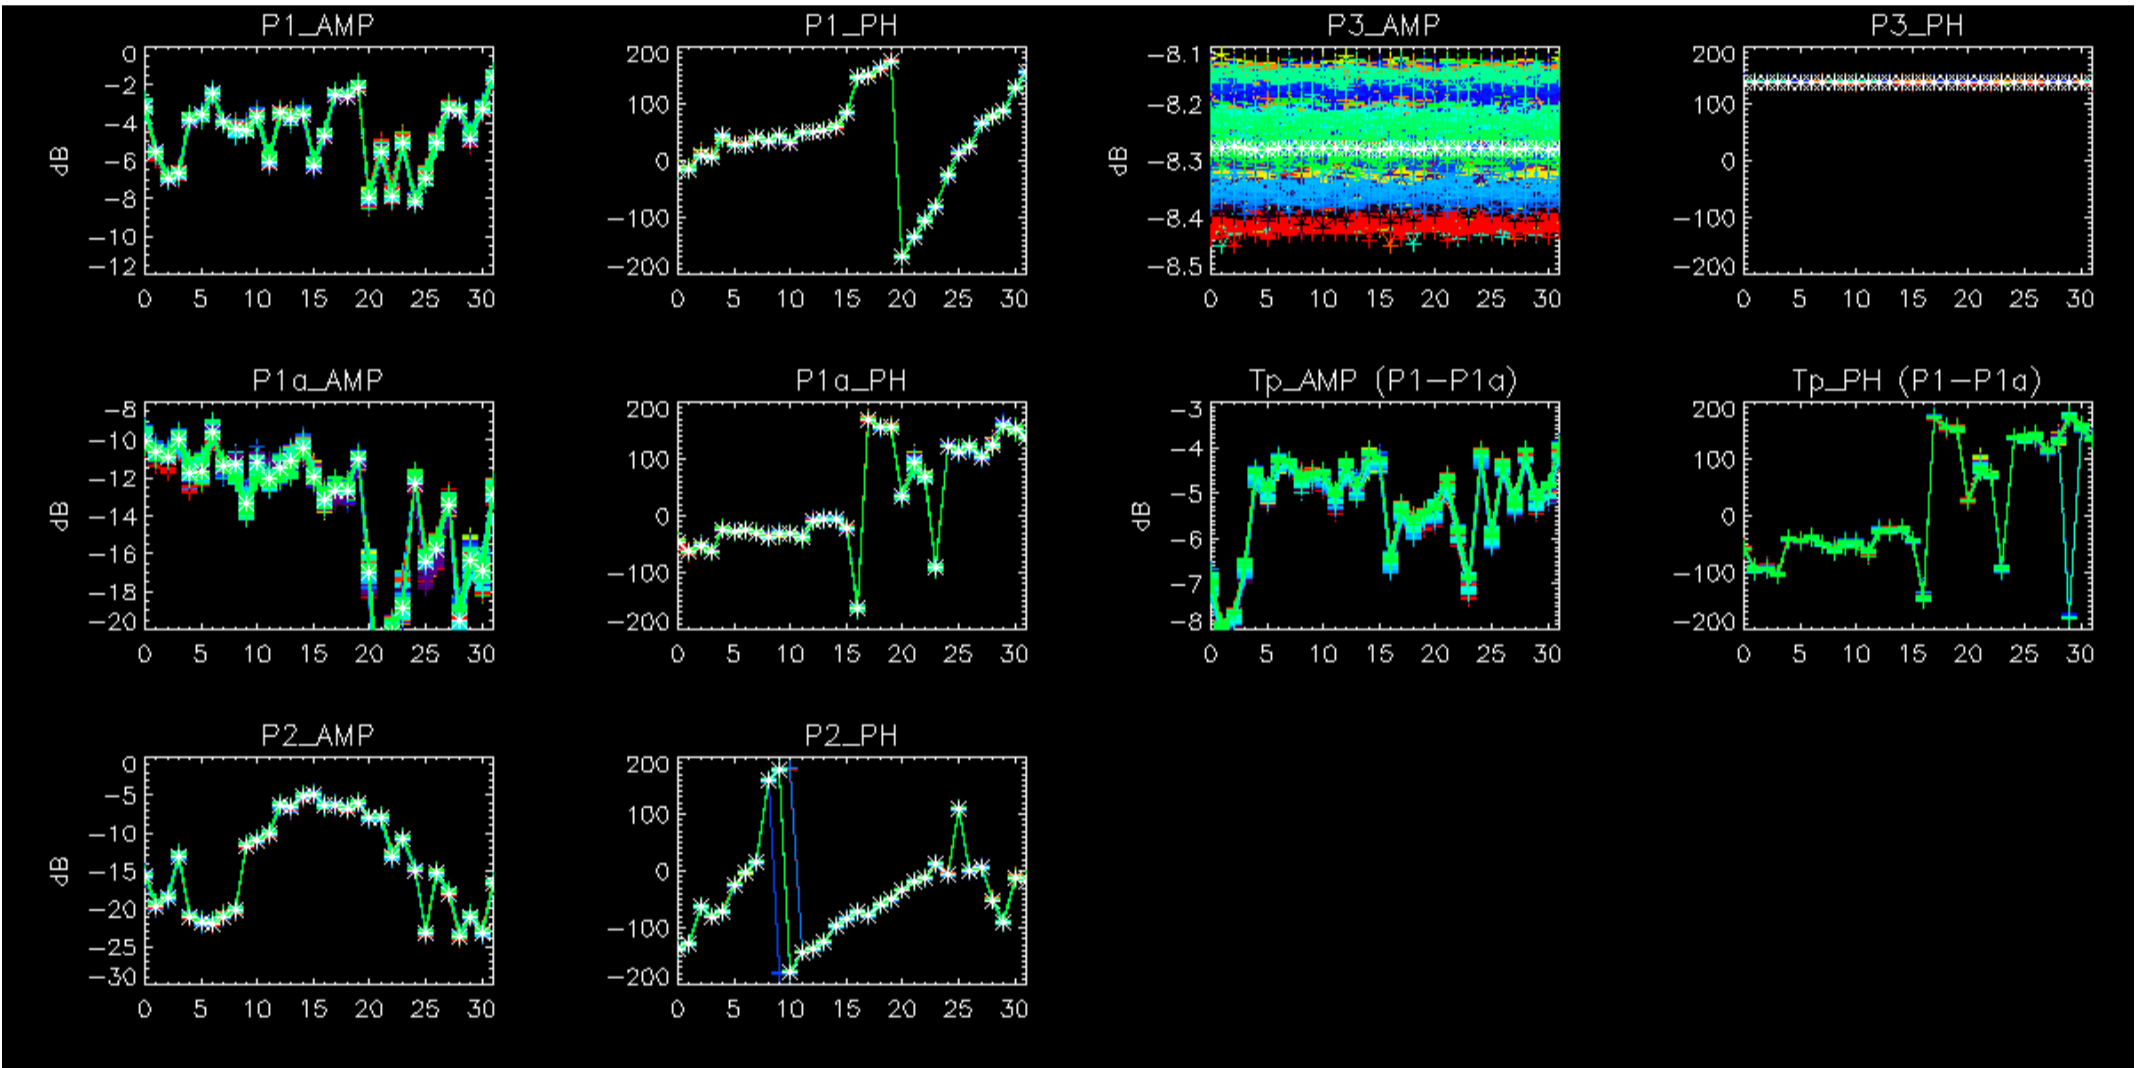 P1_AMP
0
−2
−4
−6
−8
−10
−12
dB
0 5 10 15 20 25 30
P1_PH
200
100
0
−100
−200
0 5 10 15 20 25 30
P3_AMP
−8.1
−8.2
−8.3
−8.4
−8.5
dB
0 5 10 15 20 25 30
P3_PH
200
100
0
−100
−200
0 5 10 15 20 25 30
P1a_AMP
−8
−10
−12
−14
−16
−18
−20
dB
0 5 10 15 20 25 30
P1a_PH
200
100
0
−100
−200
0 5 10 15 20 25 30
Tp_AMP (P1−P1a)
−3
−4
−5
−6
−7
−8
dB
0 5 10 15 20 25 30
Tp_PH (P1−P1a)
200
100
0
−100
−200
0 5 10 15 20 25 30
P2_AMP
0
−5
−10
−15
−20
−25
−30
dB
0 5 10 15 20 25 30
P2_PH
200
100
0
−100
−200
0 5 10 15 20 25 30